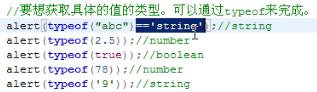 //要想获取具体的值的类型。可以通过typeof来完成。
alert(typeof("abc")=='string');//string
alert(typeof(2.5));//number
alert(typeof(true));//boolean
alert(typeof(78));//number
alert(typeof('9'));//string